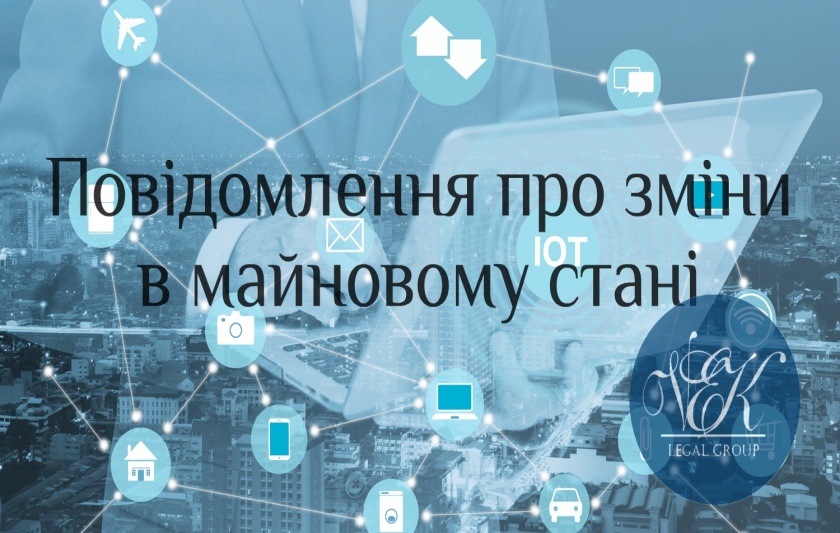 Повідомлення про зміни
в майновому стані
IOT
LEGAL GROUP